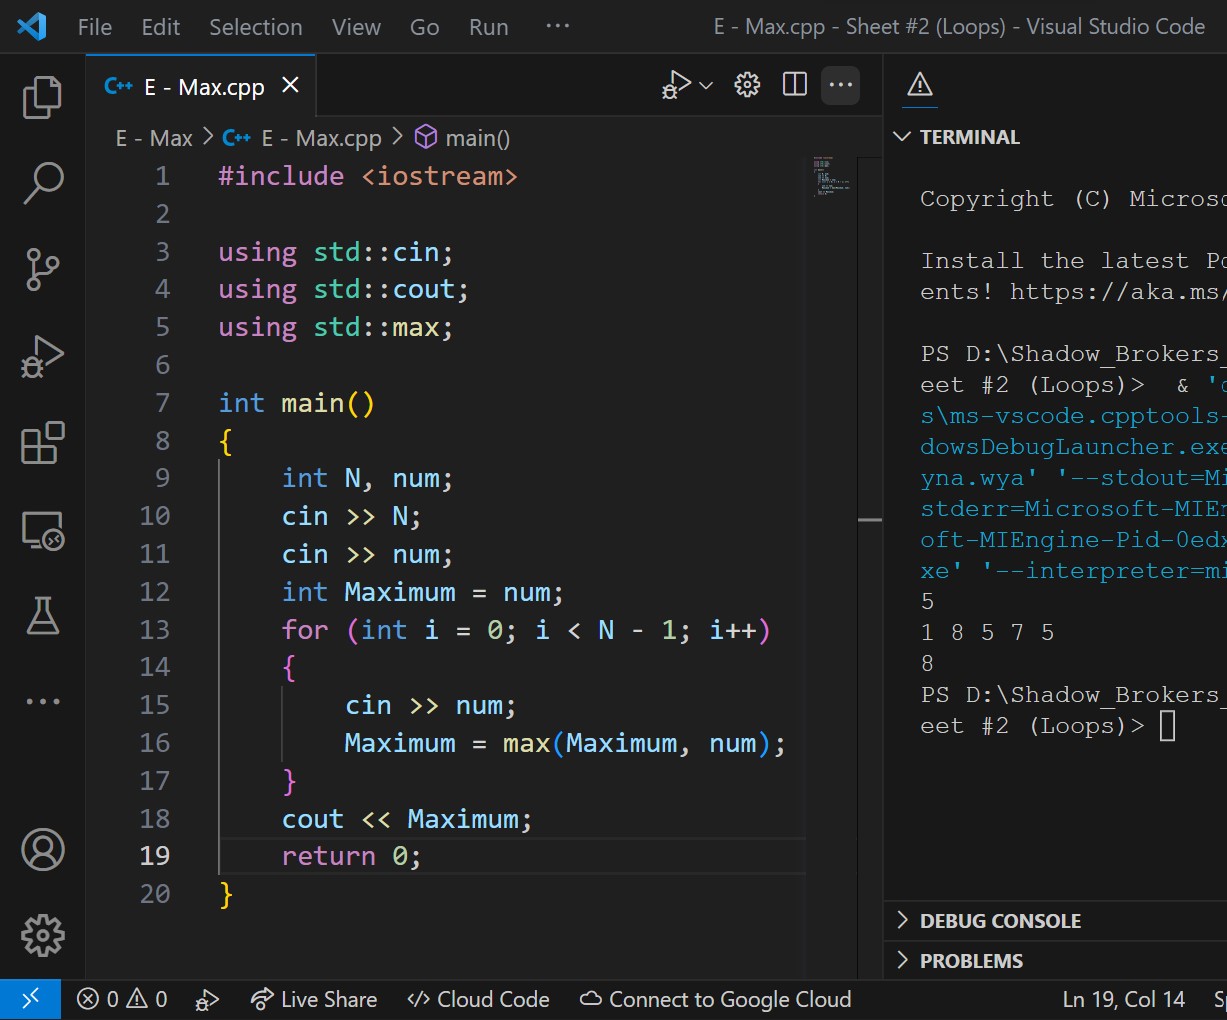 File Edit Selection View Go Run ··· E - Max.cpp - Sheet #2 (Loops) - Visual Studio Code
C++ E - Max.cpp
E - Max > C++ E - Max.cpp > main()
1 #include <iostream>
2
3 using std::cin;
4 using std::cout;
5 using std::max;
6
7 int main()
8 {
9 int N, num;
10 cin >> N;
11 cin >> num;
12 int Maximum = num;
13 for (int i = 0; i < N - 1; i++)
14 {
15 cin >> num;
16 Maximum = max(Maximum, num);
17 }
18 cout << Maximum;
19 return 0;
20 }
TERMINAL
Copyright (C) Microso
Install the latest Po
ents! https://aka.ms/
PS D:\Shadow_Brokers_
eet #2 (Loops)> & '
s\ms-vscode.cpptools-
dowsDebugLauncher.exe
yna.wya' '--stdout=Mi
stderr=Microsoft-MIEn
oft-MIEngine-Pid-0edx
xe' '--interpreter=mi
5
1 8 5 7 5
8
PS D:\Shadow_Brokers_
eet #2 (Loops)>
DEBUG CONSOLE
PROBLEMS
0 0 Live Share </> Cloud Code Connect to Google Cloud Ln 19, Col 14 Sp